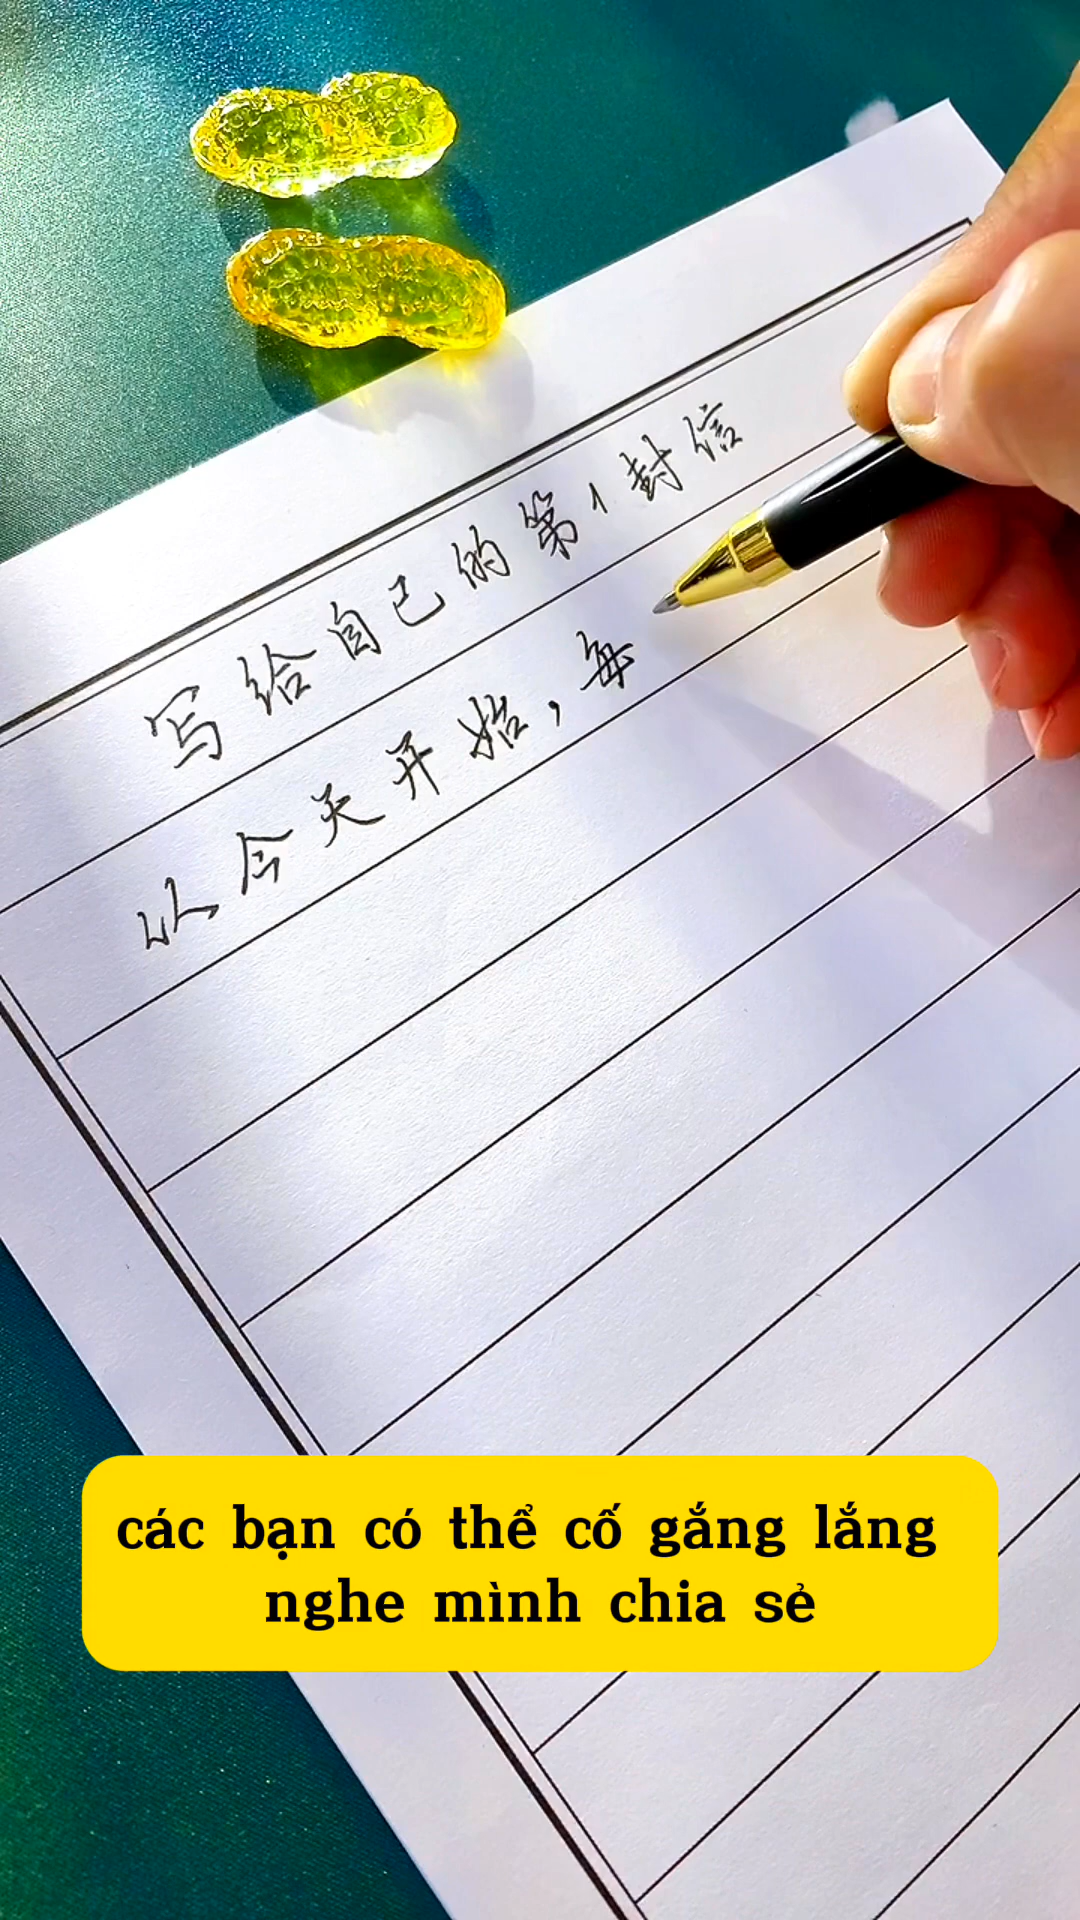 写给自己的第1封信
从今天开始,每
các bạn có thể cố gắng lắng
nghe mình chia sẻ